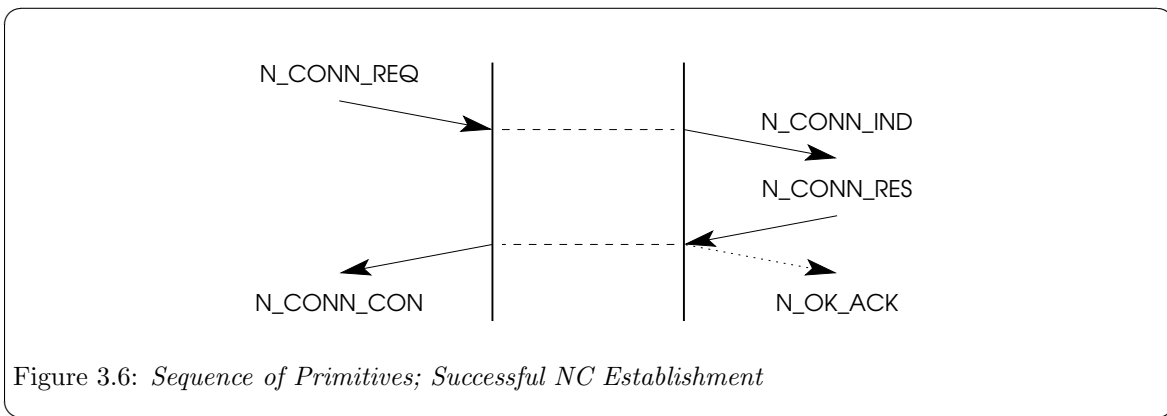 N_CONN_REQ
N_CONN_IND
N_CONN_RES
N_CONN_CON
N_OK_ACK
Figure 3.6: Sequence of Primitives; Successful NC Establishment